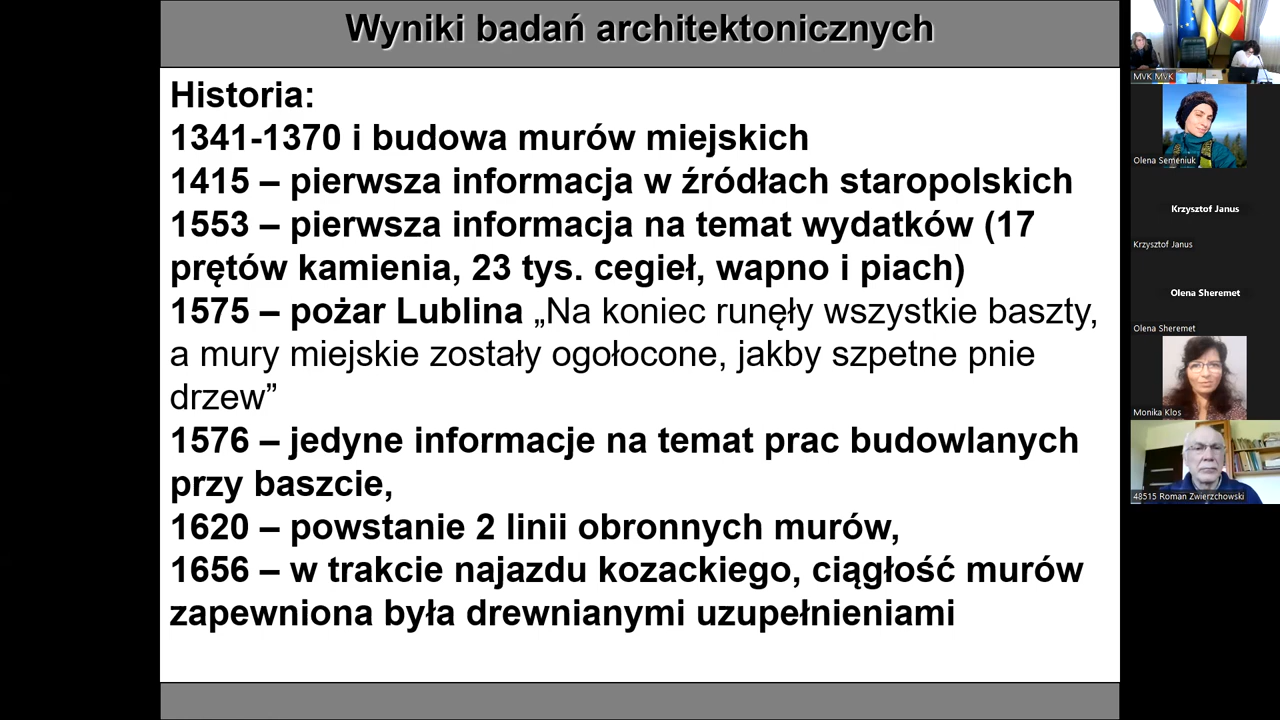 Wyniki badań architektonicznych
Historia:
1341-1370 i budowa murów miejskich
1415 – pierwsza informacja w źródłach staropolskich
1553 – pierwsza informacja na temat wydatków (17
prętów kamienia, 23 tys. cegieł, wapno i piach)
1575 – pożar Lublina „Na koniec runęły wszystkie baszty,
a mury miejskie zostały ogołocone, jakby szpetne pnie
drzew”
1576 – jedyne informacje na temat prac budowlanych
przy baszcie,
1620 – powstanie 2 linii obronnych murów,
1656 – w trakcie najazdu kozackiego, ciągłość murów
zapewniona była drewnianymi uzupełnieniami
MVK MVK
Olena Semeniuk
Krzysztof Janus
Krzysztof Janus
Olena Sheremet
Olena Sheremet
Monika Klos
48515 Roman Zwierzchowski